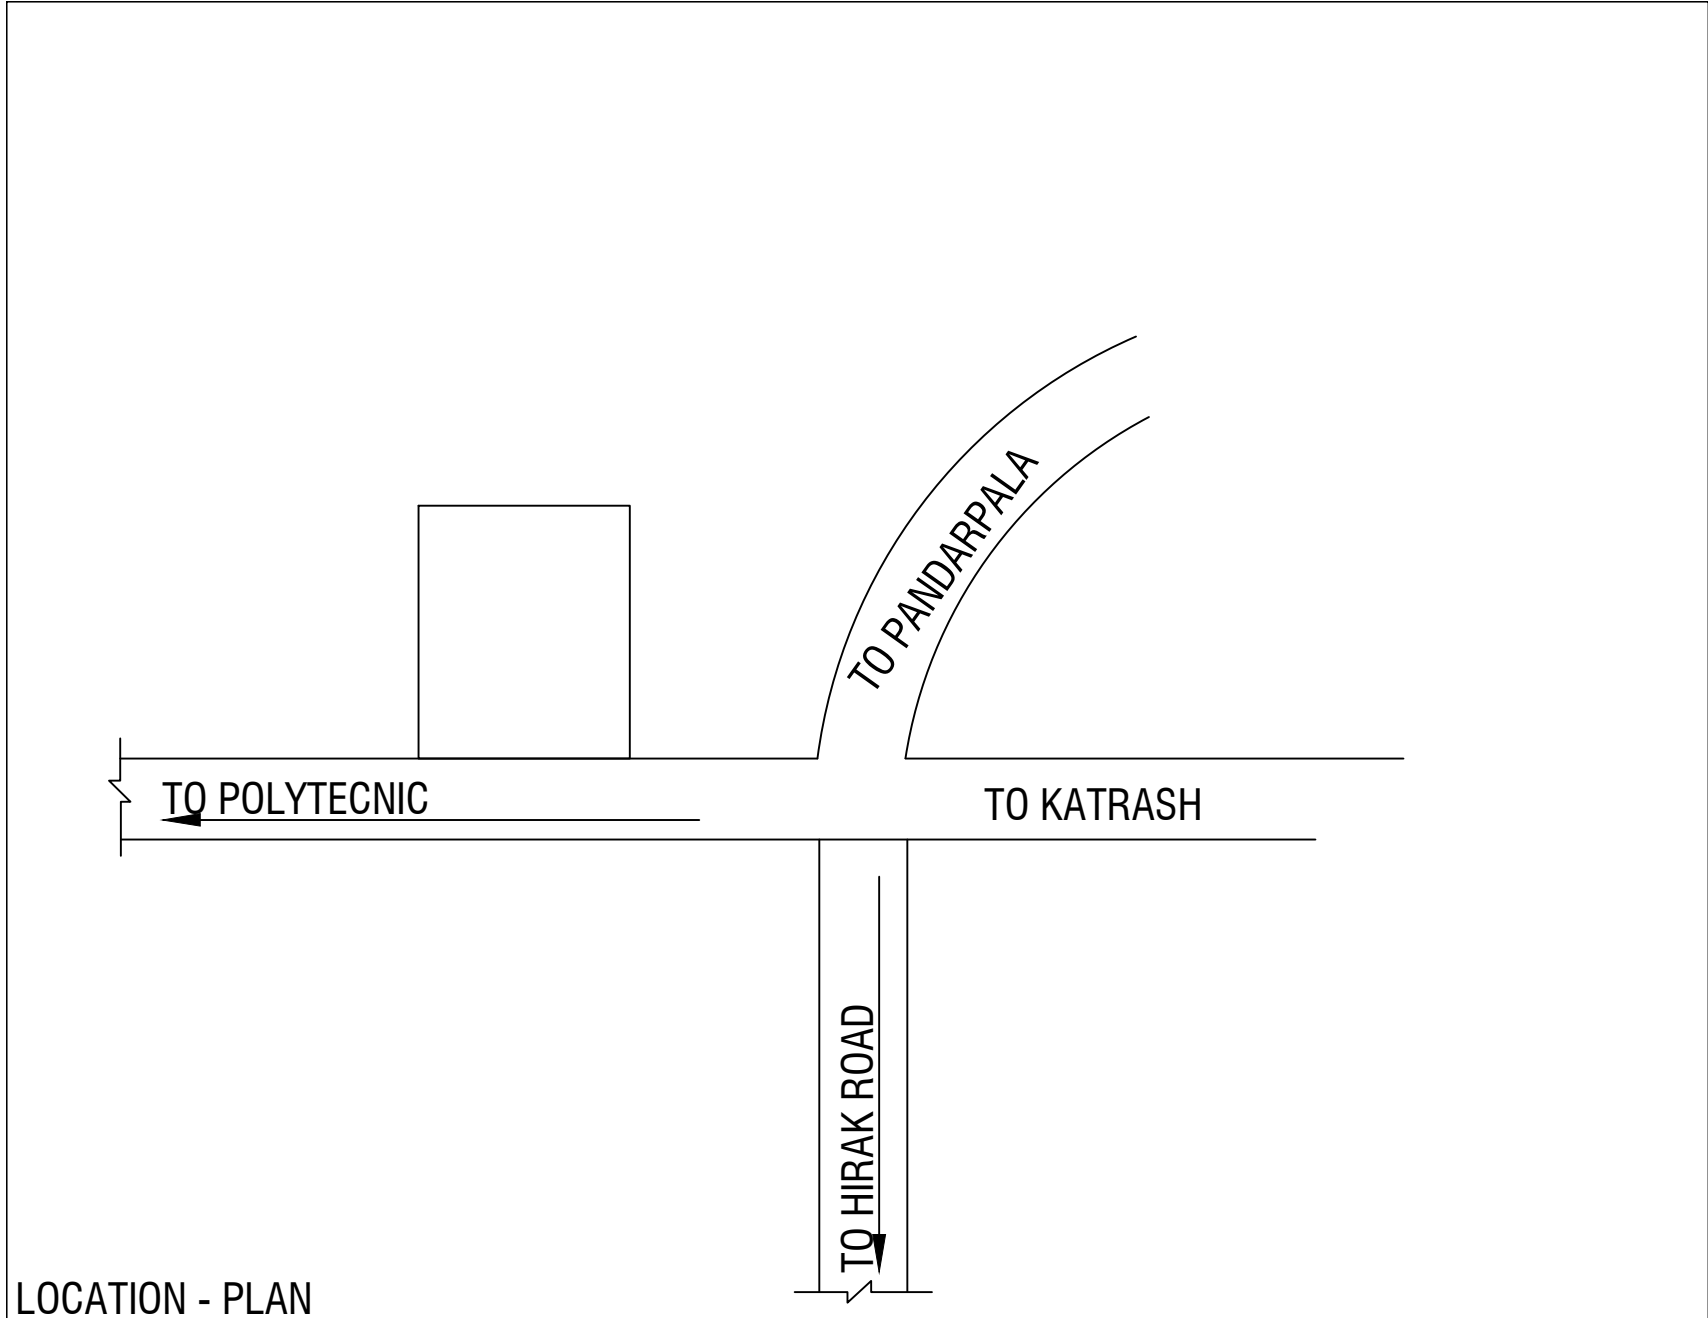 TO PANDARPALA
TO POLYTECNIC
TO KATRASH
TO HIRAK ROAD
LOCATION - PLAN